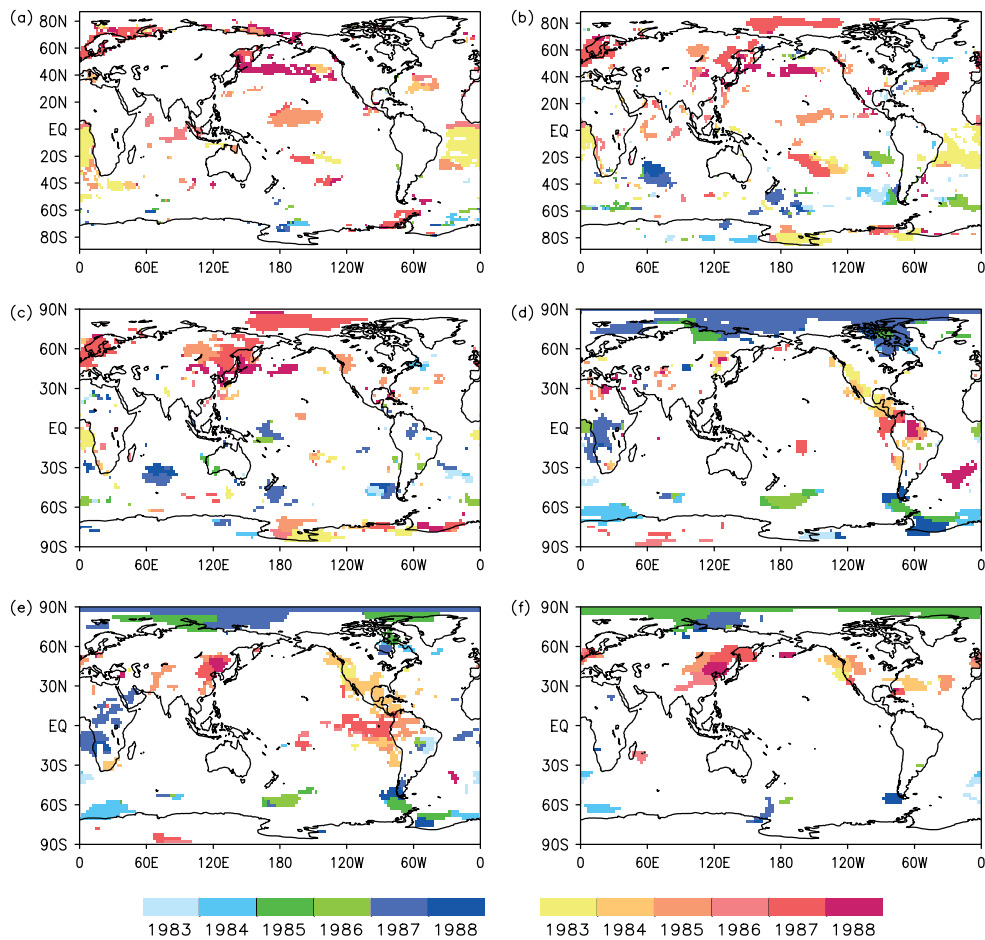 (a) (b)
80N 80N
60N 60N
40N 40N
20N 20N
EQ EQ
20S 20S
40S 40S
60S 60S
80S 80S
0 60E 120E 180 120W 60W 0 0 60E 120E 180 120W 60W 0
(c) 90N (d) 90N
60N 60N
30N 30N
EQ EQ
30S 30S
60S 60S
90S 90S
0 60E 120E 180 120W 60W 0 0 60E 120E 180 120W 60W 0
(e) 90N (f) 90N
60N 60N
30N 30N
EQ EQ
30S 30S
60S 60S
90S 90S
0 60E 120E 180 120W 60W 0 0 60E 120E 180 120W 60W 0
1983 1984 1985 1986 1987 1988 1983 1984 1985 1986 1987 1988